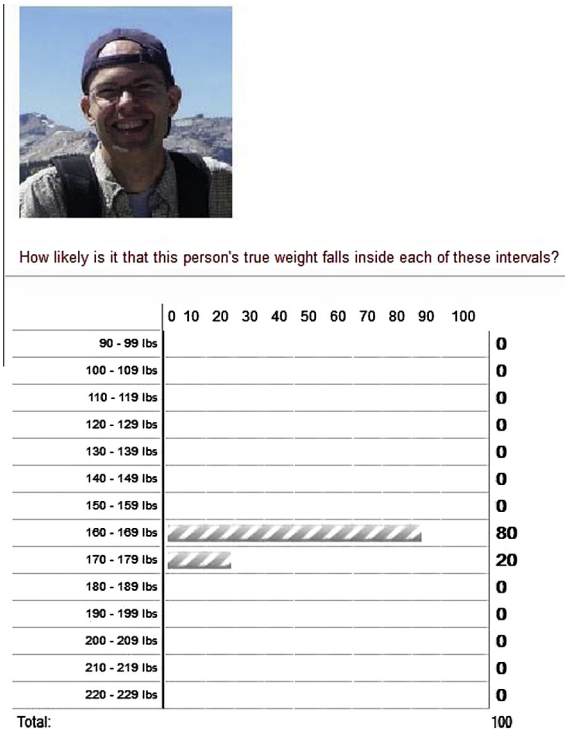 How likely is it that this person's true weight falls inside each of these intervals?
0 10 20 30 40 50 60 70 80 90 100
90 - 99 lbs 0
100 - 109 lbs 0
110 - 119 lbs 0
120 - 129 lbs 0
130 - 139 lbs 0
140 - 149 lbs 0
150 - 159 lbs 0
160 - 169 lbs 80
170 - 179 lbs 20
180 - 189 lbs 0
190 - 199 lbs 0
200 - 209 lbs 0
210 - 219 lbs 0
220 - 229 lbs 0
Total: 100